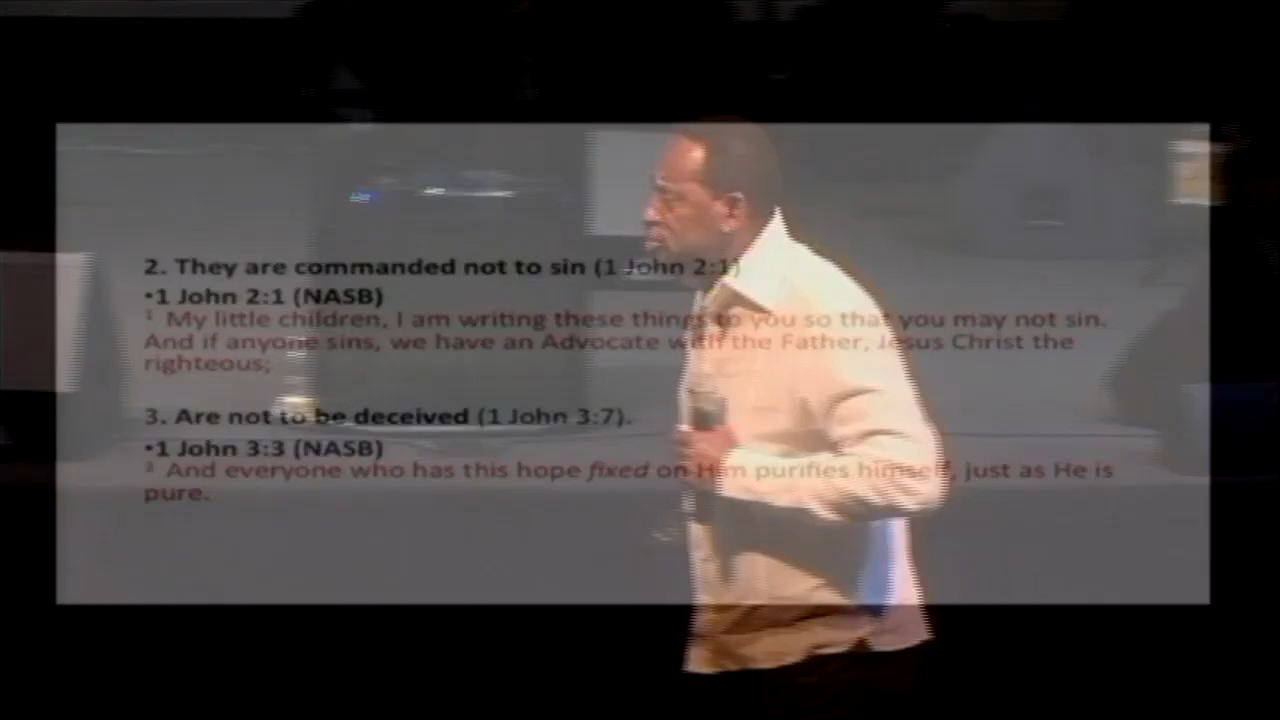 2. They are commanded not to sin (1 John 2:1)
•1 John 2:1 (NASB)
1 My little children, I am writing these things to you so that you may not sin.
And if anyone sins, we have an Advocate with the Father, Jesus Christ the
righteous;
3. Are not to be deceived (1 John 3:7).
•1 John 3:3 (NASB)
3 And everyone who has this hope fixed on Him purifies himself, just as He is
pure.